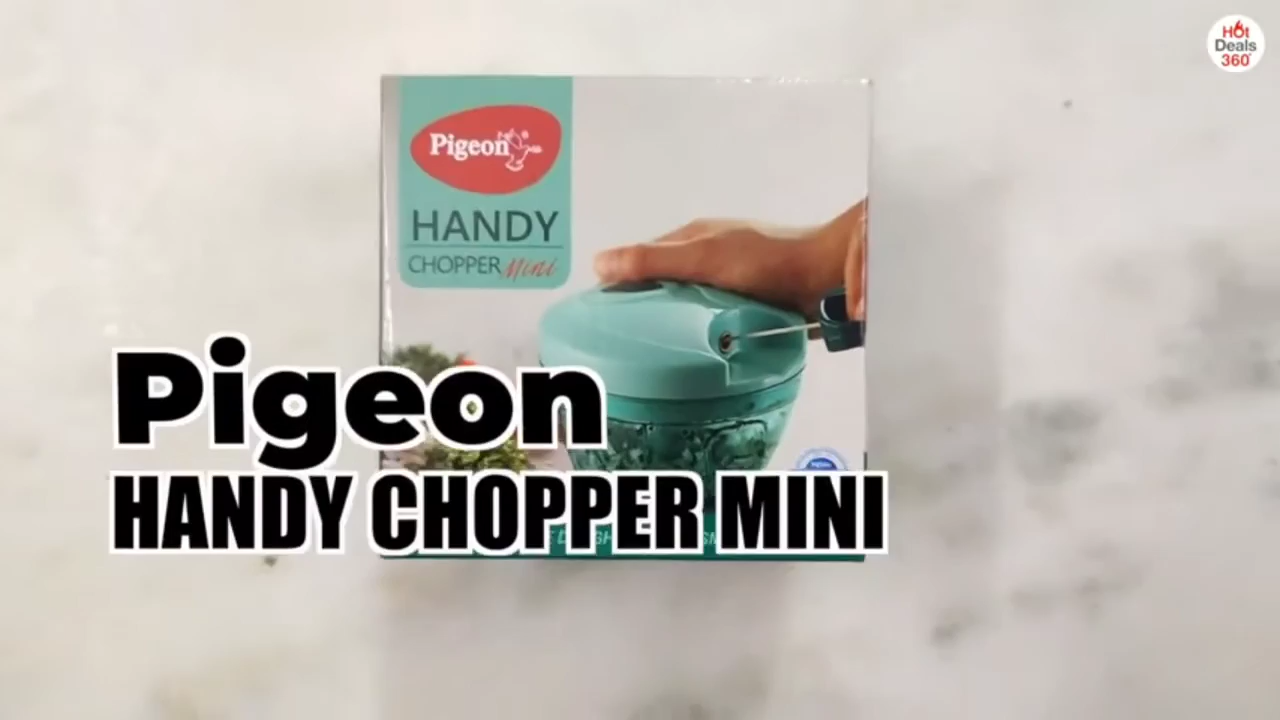 Hot
Deals
360°
Pigeon
HANDY
CHOPPER Mini
Pigeon
HANDY CHOPPER MINI